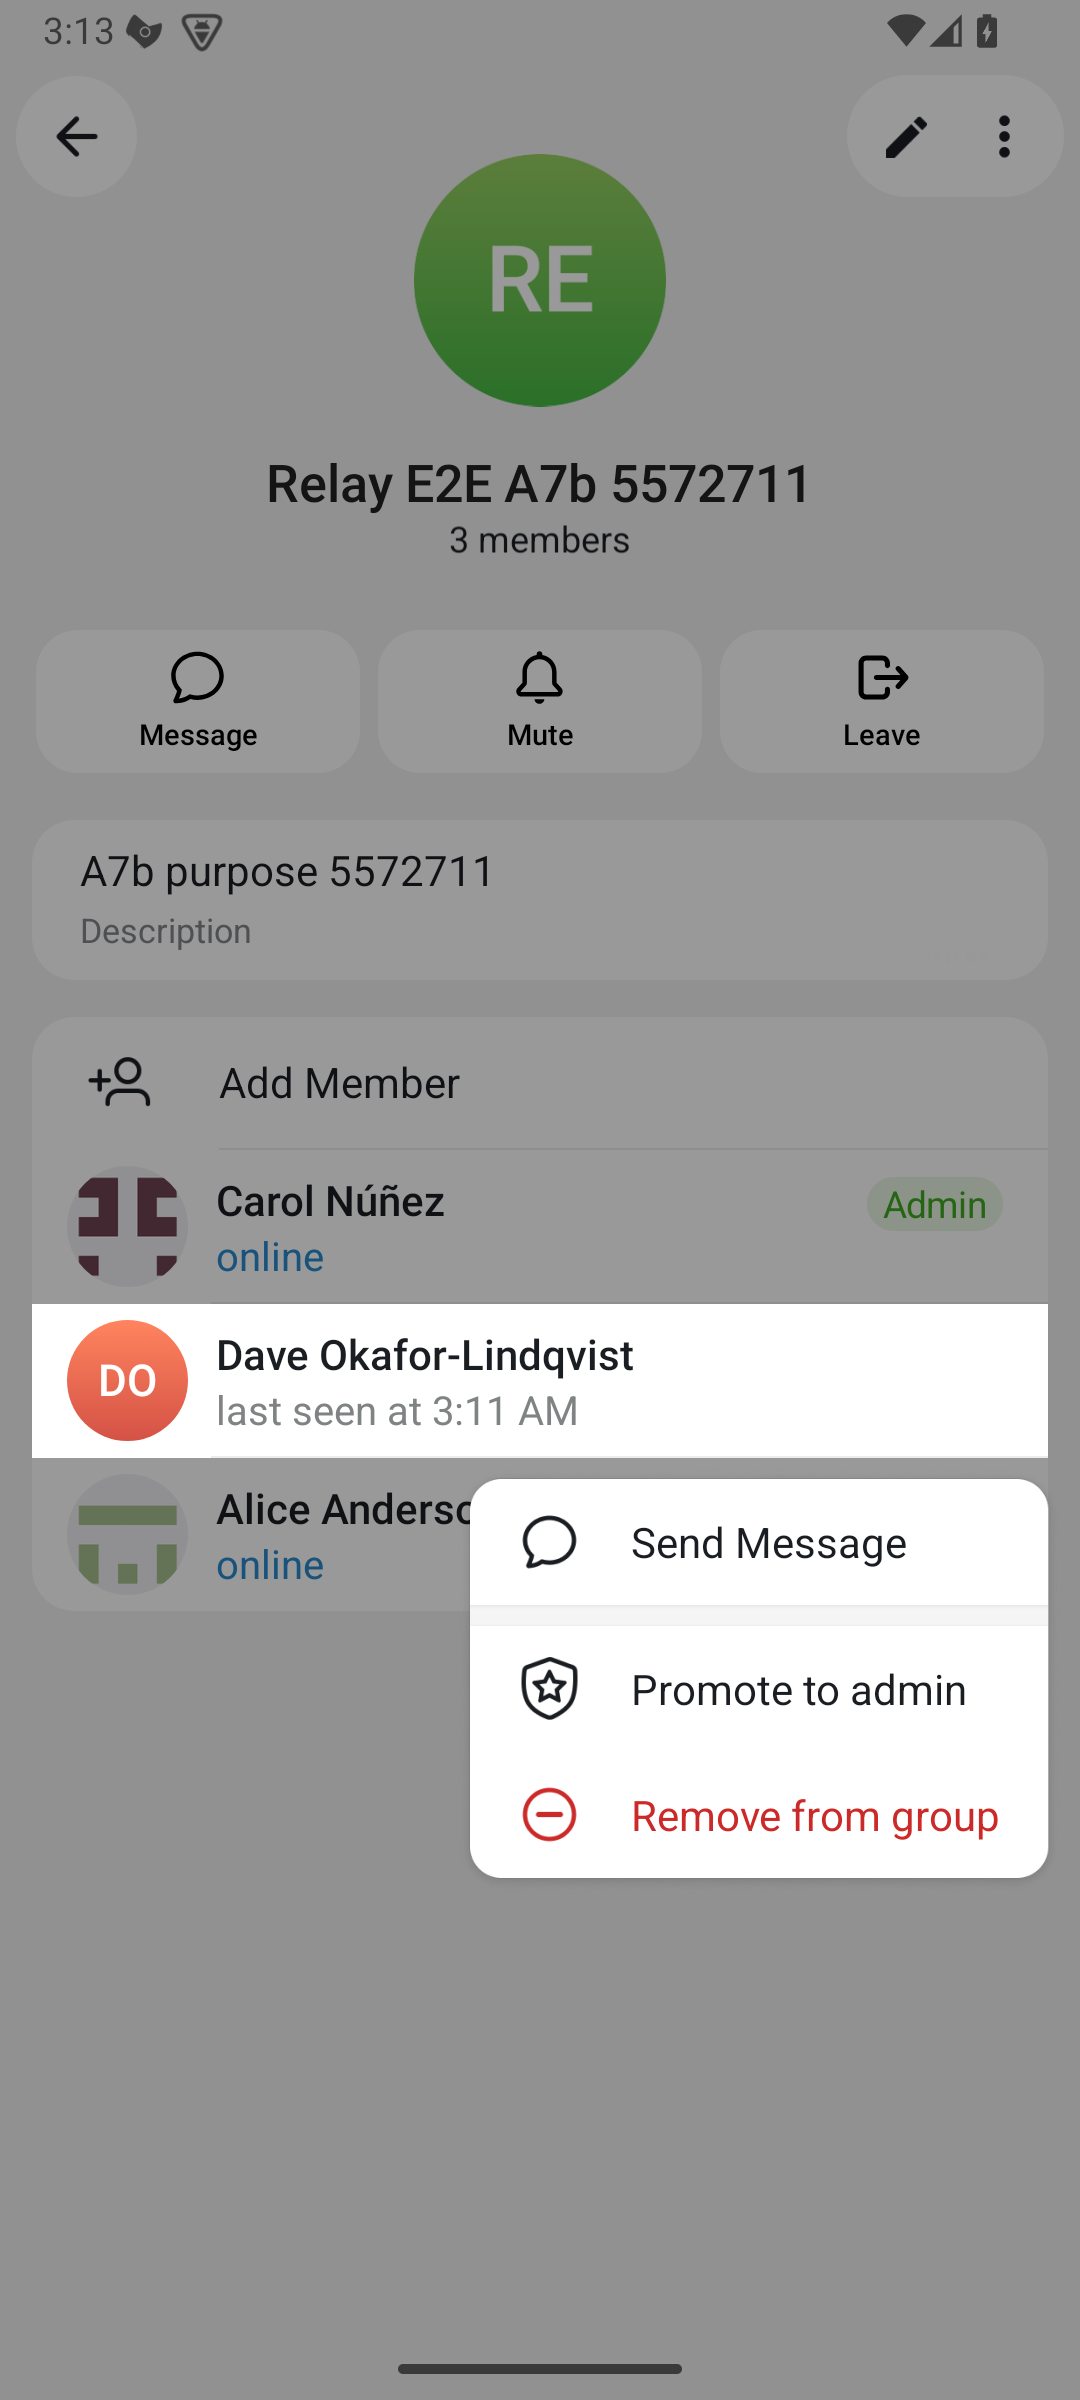 3:13
RE
Relay E2E A7b 5572711
3 members
Message
Mute
Leave
A7b purpose 5572711
Description
Add Member
Carol Núñez
Admin
online
DO
Dave Okafor-Lindqvist
last seen at 3:11 AM
Alice
online
Send Message
Promote to admin
Remove from group